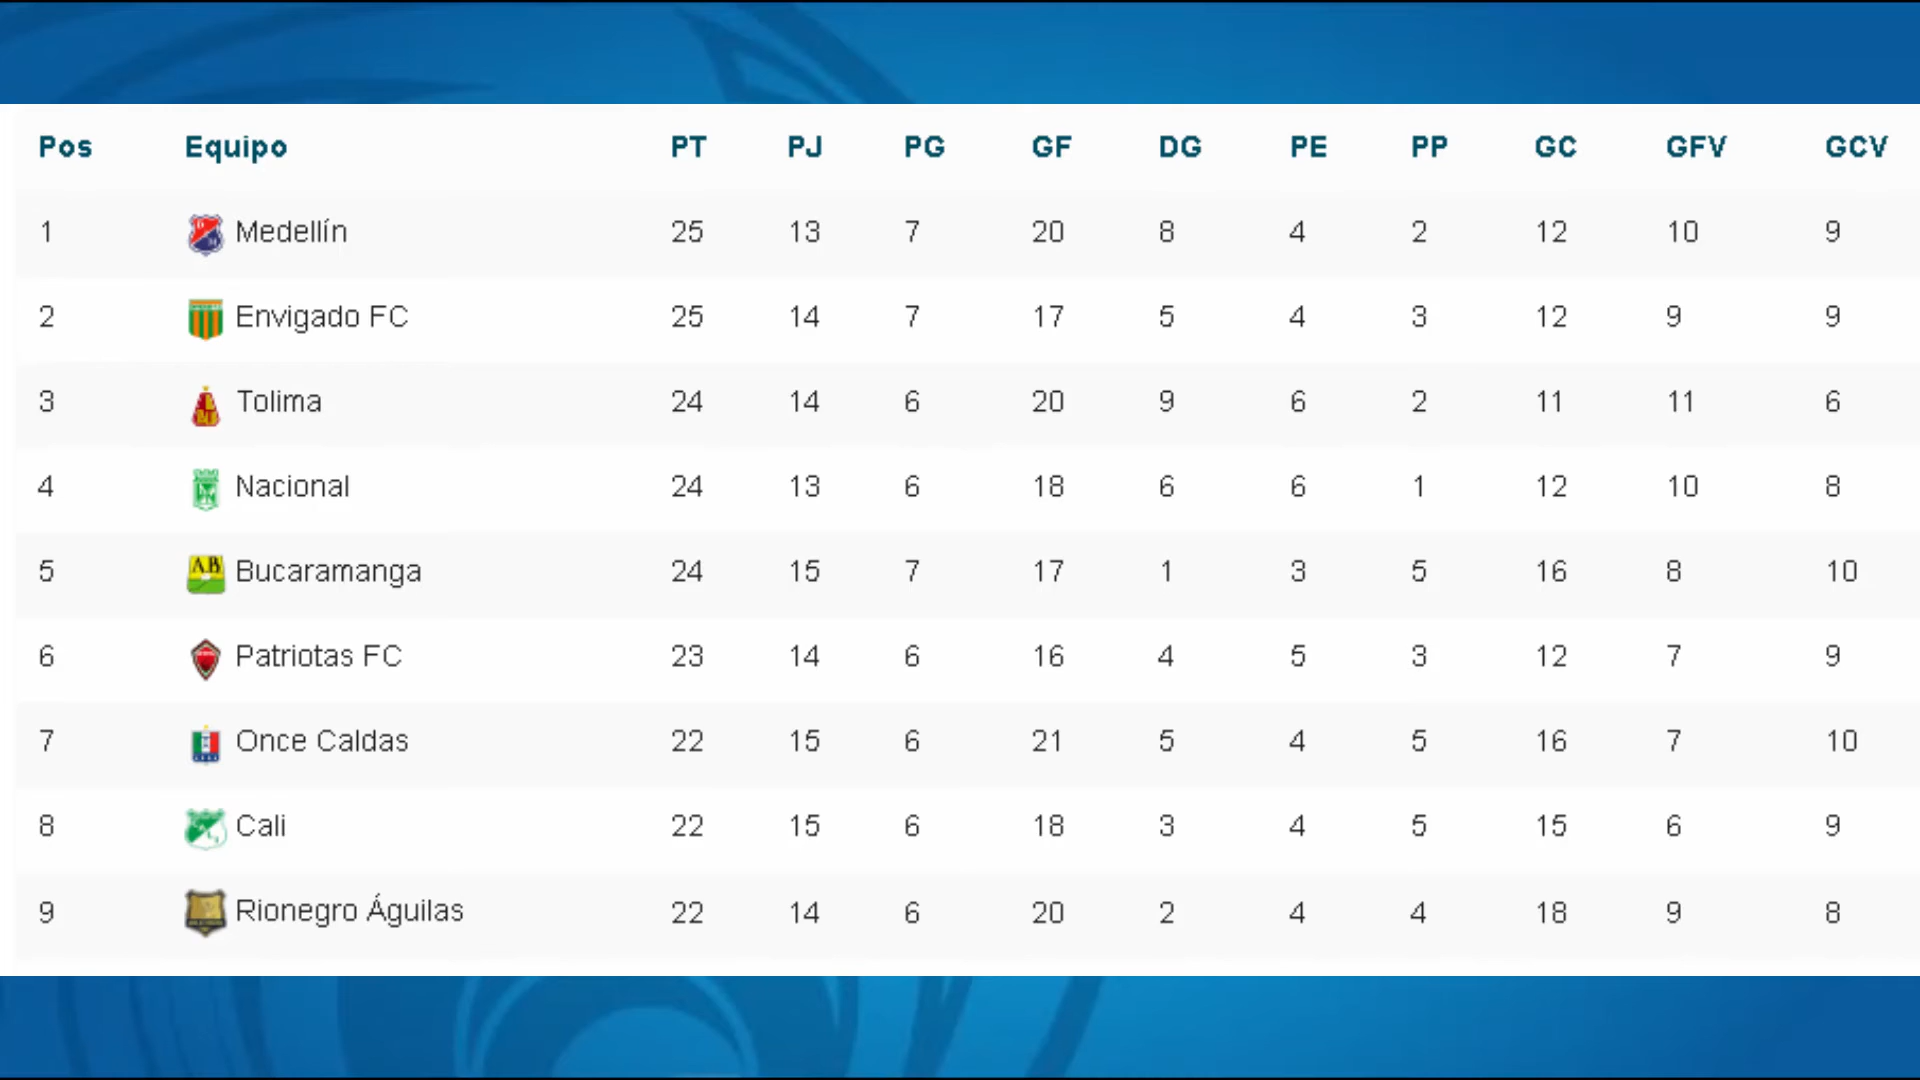 Pos Equipo PT PJ PG GF DG PE PP GC GFV GCV
1 Medellín 25 13 7 20 8 4 2 12 10 9
2 Envigado FC 25 14 7 17 5 4 3 12 9 9
3 Tolima 24 14 6 20 9 6 2 11 11 6
4 Nacional 24 13 6 18 6 6 1 12 10 8
5 AB Bucaramanga 24 15 7 17 1 3 5 16 8 10
6 Patriotas FC 23 14 6 16 4 5 3 12 7 9
7 Once Caldas 22 15 6 21 5 4 5 16 7 10
8 Cali 22 15 6 18 3 4 5 15 6 9
9 Rionegro Águilas 22 14 6 20 2 4 4 18 9 8